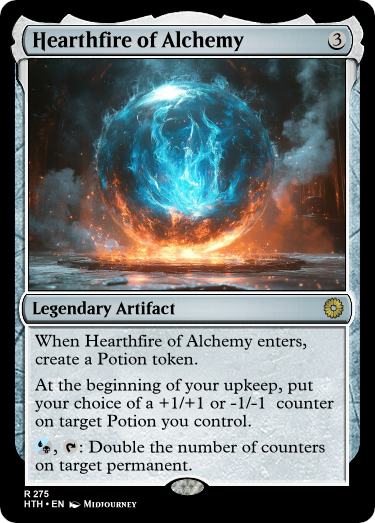 Hearthfire of Alchemy 3
Legendary Artifact
When Hearthfire of Alchemy enters,
create a Potion token.
At the beginning of your upkeep, put
your choice of a +1/+1 or -1/-1 counter
on target Potion you control.
: Double the number of counters
on target permanent.
R 275
HTH • EN Midjourney